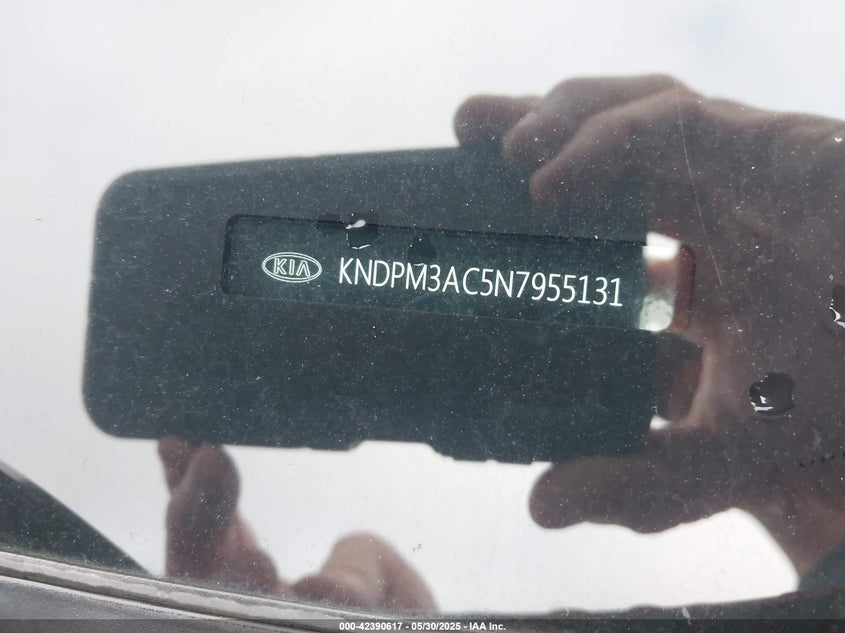 KIA KNDPM3AC5N7955131
000-42390617 - 05/30/2025 - IAA Inc.